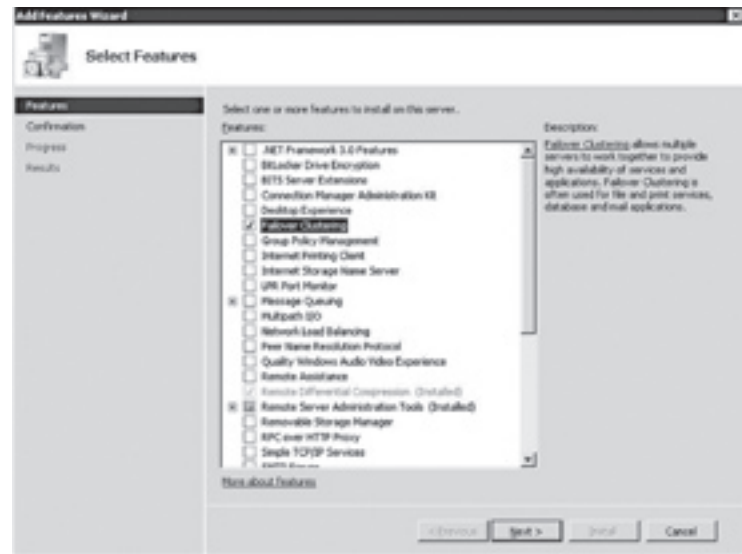 Add Features Wizard
Select Features
Features
Confirmation
Progress
Results
Select one or more features to install on this server.
Features:
.NET Framework 3.0 Features
BitLocker Drive Encryption
BITS Server Extensions
Connection Manager Administration Kit
Desktop Experience
Failover Clustering
Group Policy Management
Internet Printing Client
Internet Storage Name Server
LPR Port Monitor
Message Queuing
Multipath I/O
Network Load Balancing
Peer Name Resolution Protocol
Quality Windows Audio Video Experience
Remote Assistance
Remote Differential Compression (Installed)
Remote Server Administration Tools (Installed)
Removable Storage Manager
RPC over HTTP Proxy
Simple TCP/IP Services
More about features
Description:
Failover Clustering allows multiple
servers to work together to provide
high availability of services and
applications. Failover Clustering is
often used for file and print services,
database and mail applications.
< Previous
Next >
Install
Cancel